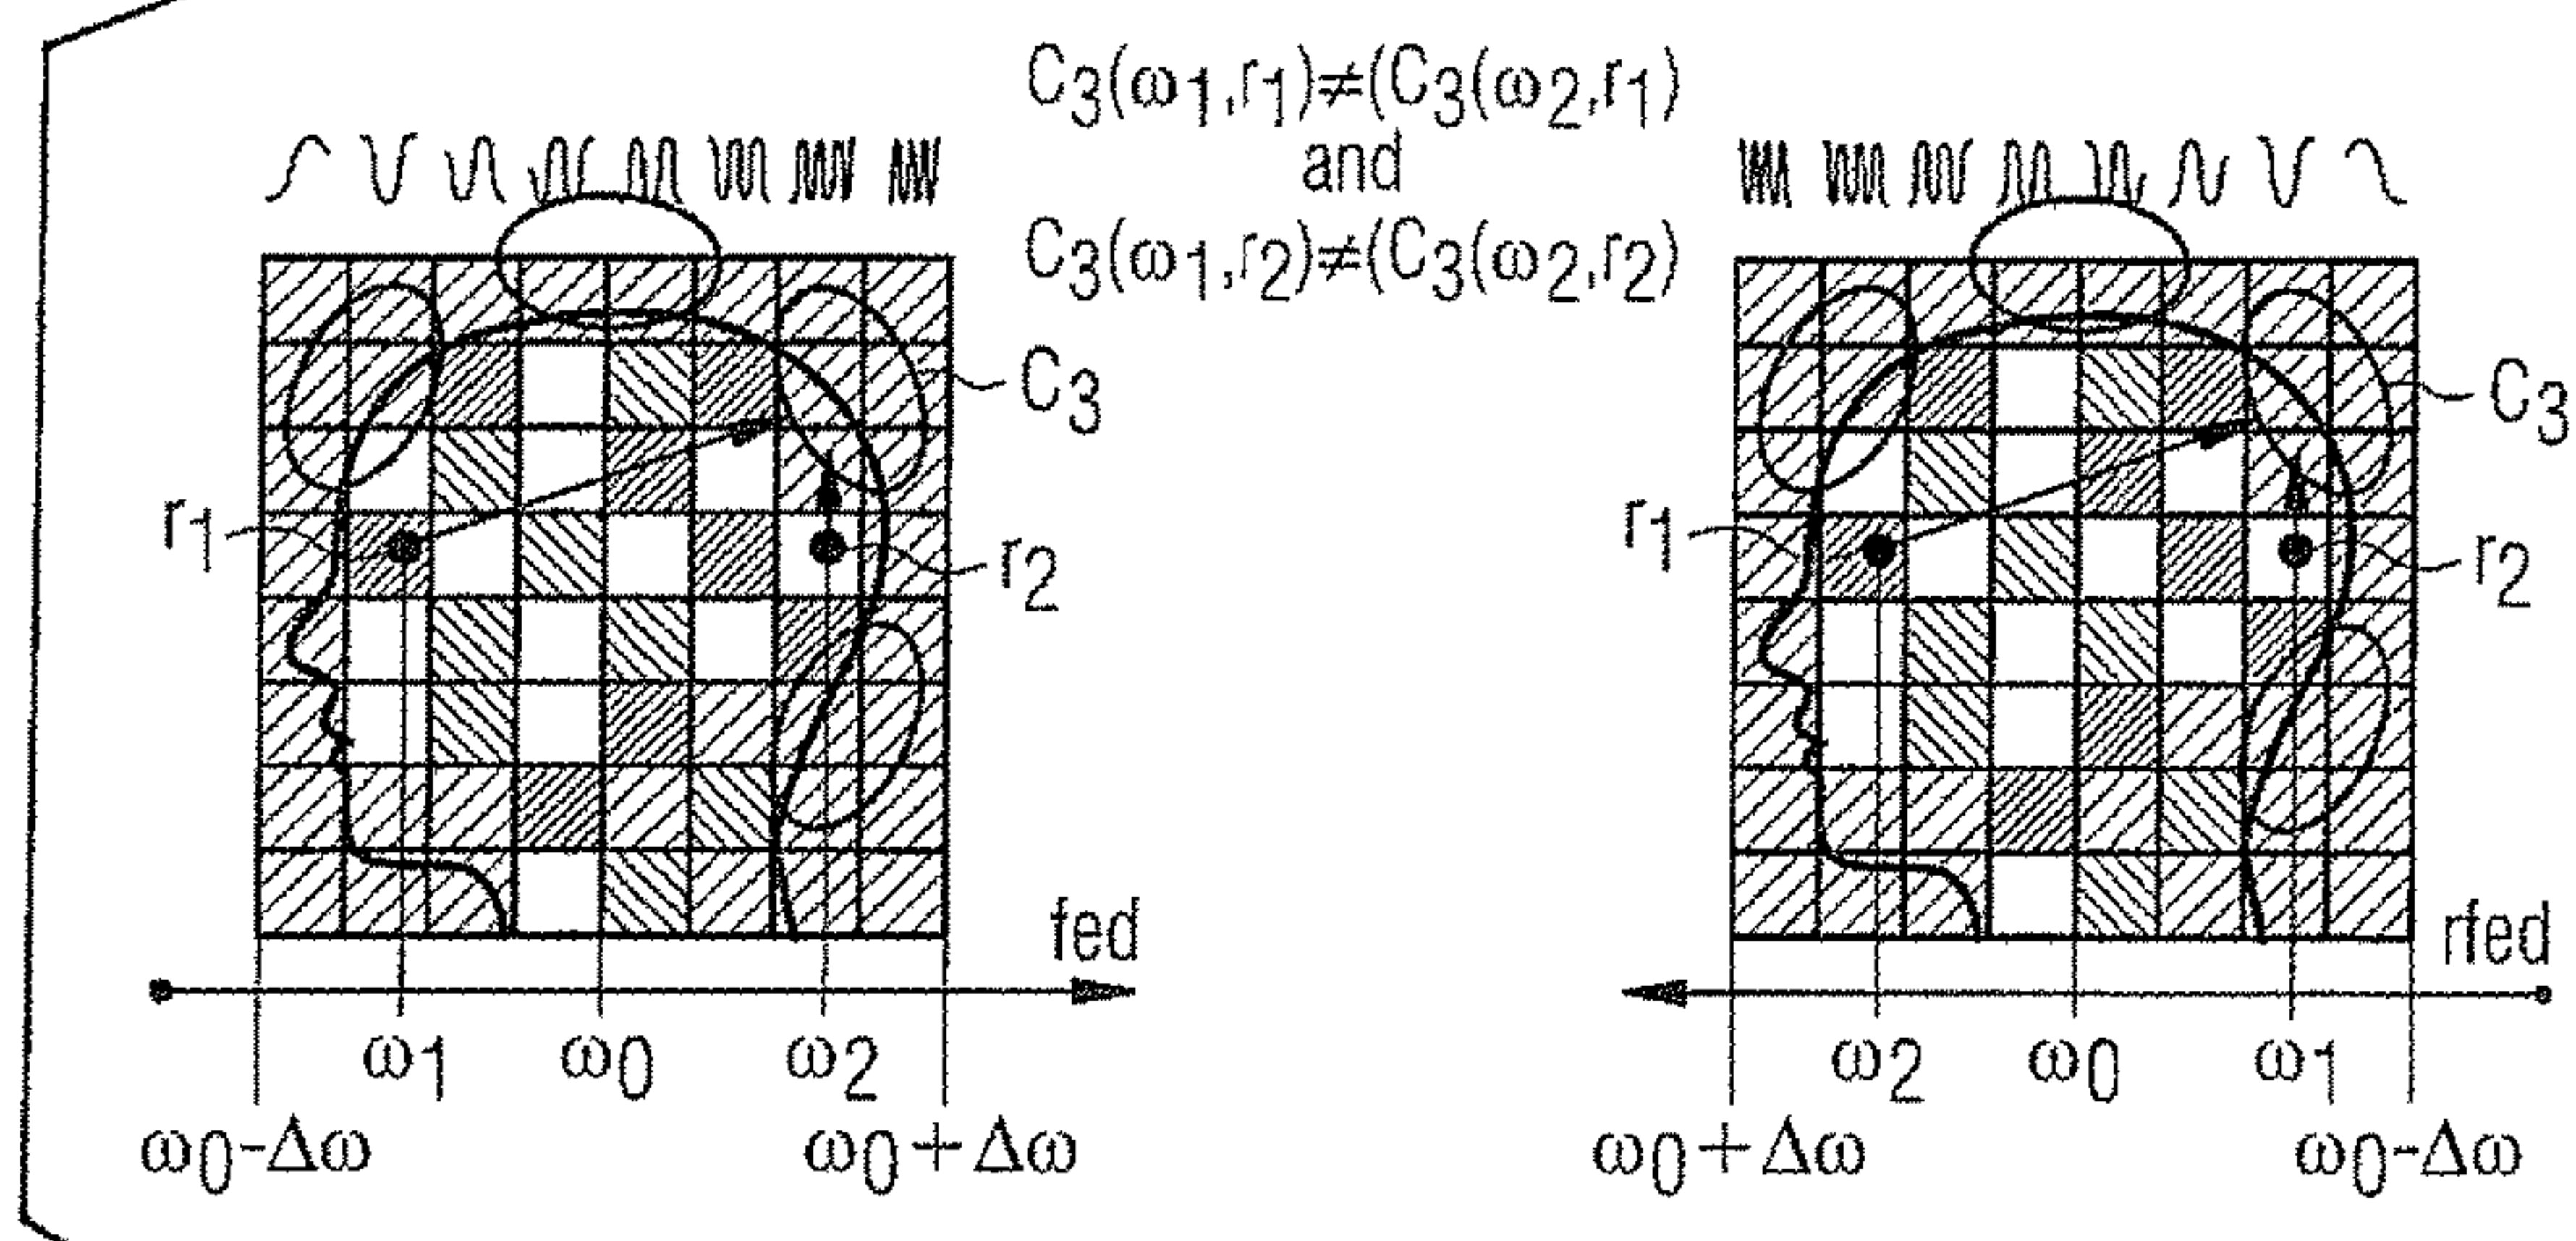 C3(ω1,r1)≠(C3(ω2,r1)
and
C3(ω1,r2)≠(C3(ω2,r2)
C3
r1
r2
fed
ω1 ω0 ω2
ω0-Δω ω0+Δω
C3
r1
r2
rfed
ω2 ω0 ω1
ω0+Δω ω0-Δω